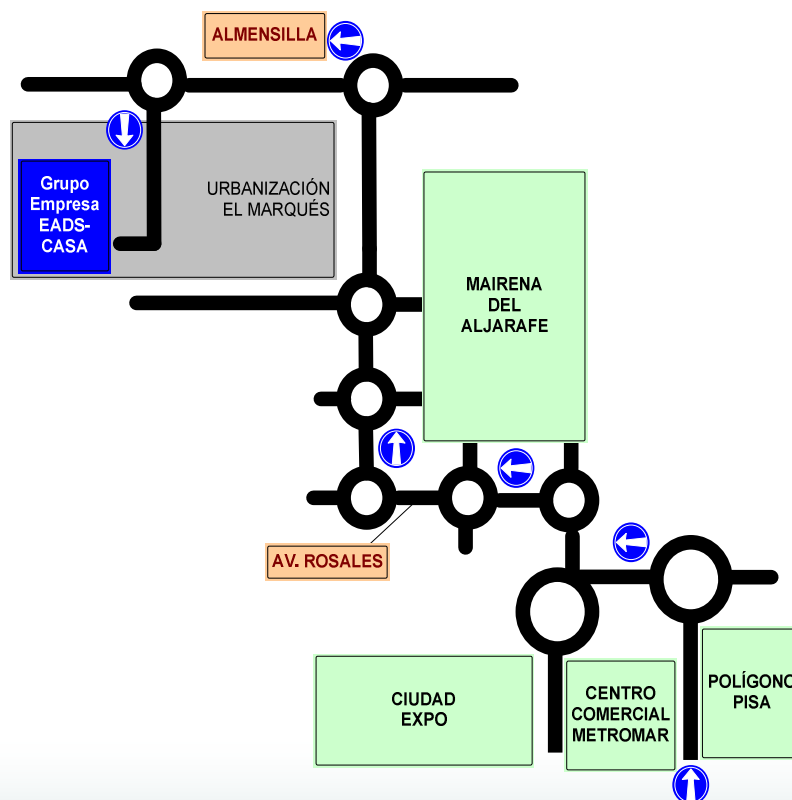 ALMENSILLA
Grupo
Empresa
EADS-
CASA
URBANIZACIÓN
EL MARQUÉS
MAIRENA
DEL
ALJARAFE
AV. ROSALES
CIUDAD
EXPO
CENTRO
COMERCIAL
METROMAR
POLÍGONO
PISA